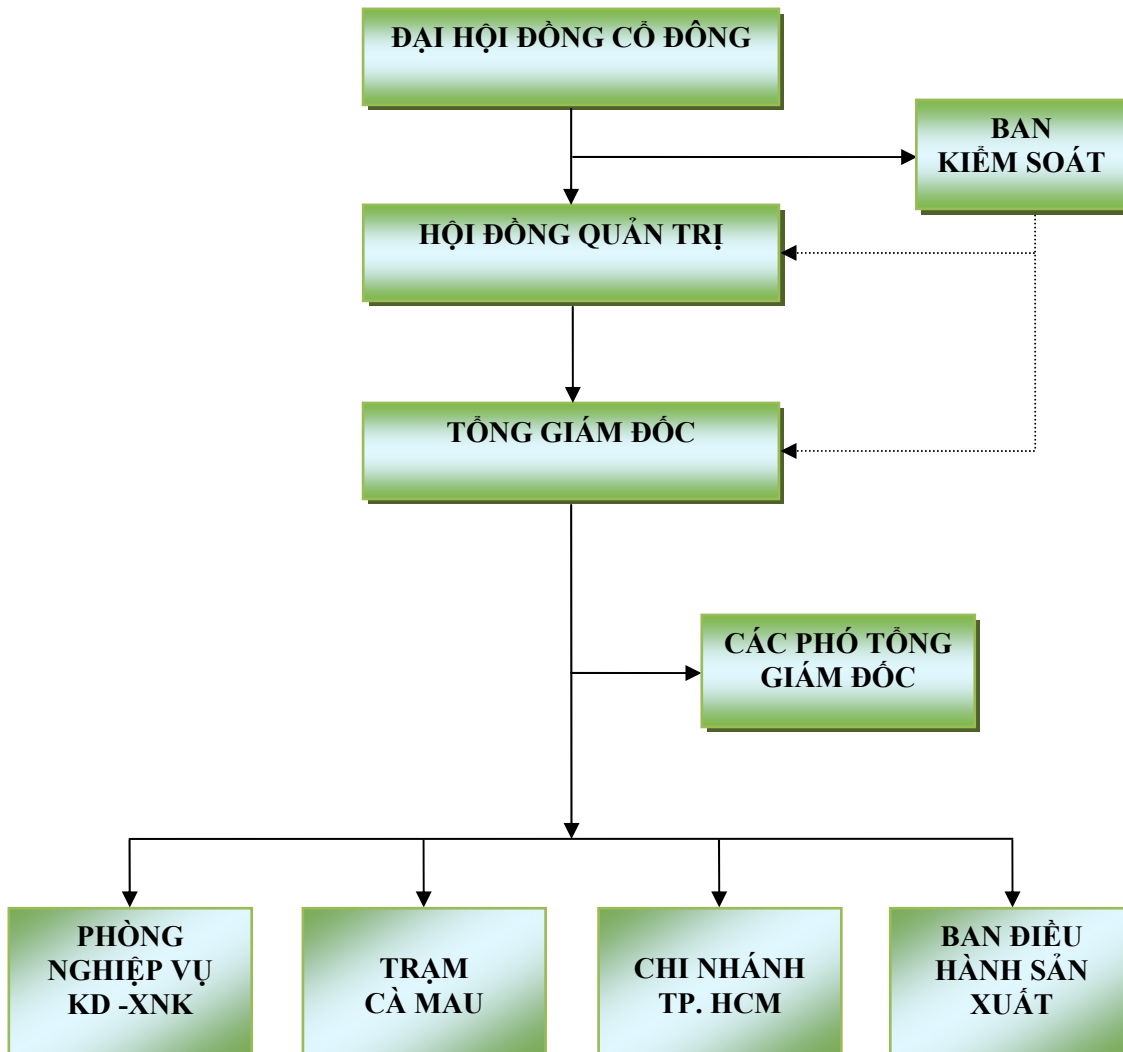 ĐẠI HỘI ĐỒNG CỔ ĐÔNG
BAN
KIỂM SOÁT
HỘI ĐỒNG QUẢN TRỊ
TỔNG GIÁM ĐỐC
CÁC PHÓ TỔNG
GIÁM ĐỐC
PHÒNG
NGHIỆP VỤ
KD -XNK
TRẠM
CÀ MAU
CHI NHÁNH
TP. HCM
BAN ĐIỀU
HÀNH SẢN
XUẤT